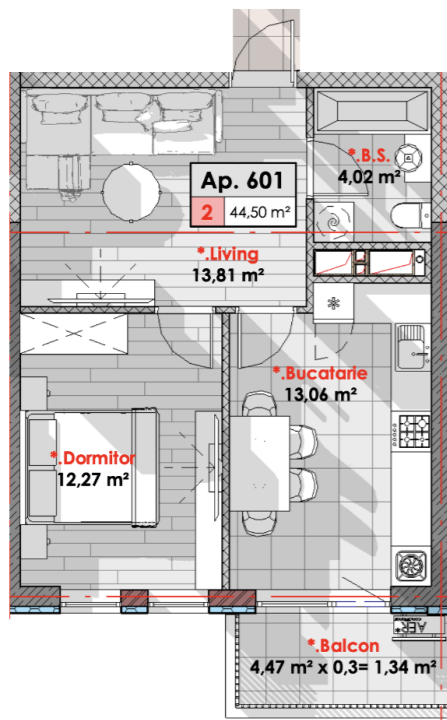 *.B.S.
4,02 m²
Ap. 601
2 44,50 m²
*.Living
13,81 m²
*.Bucatarie
13,06 m²
*.Dormitor
12,27 m²
AER*
*.Balcon
4,47 m² x 0,3= 1,34 m²